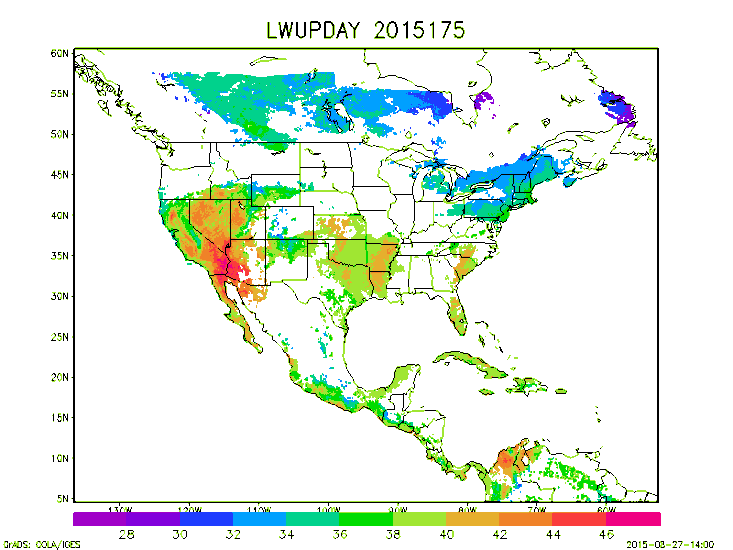 LWUPDAY 2015175
60N
55N
50N
45N
40N
35N
30N
25N
20N
15N
10N
5N
130W 120W 110W 100W 90W 80W 70W 60W
28 30 32 34 36 38 40 42 44 46
GrADS: COLA/IGES 2015-08-27-14:00